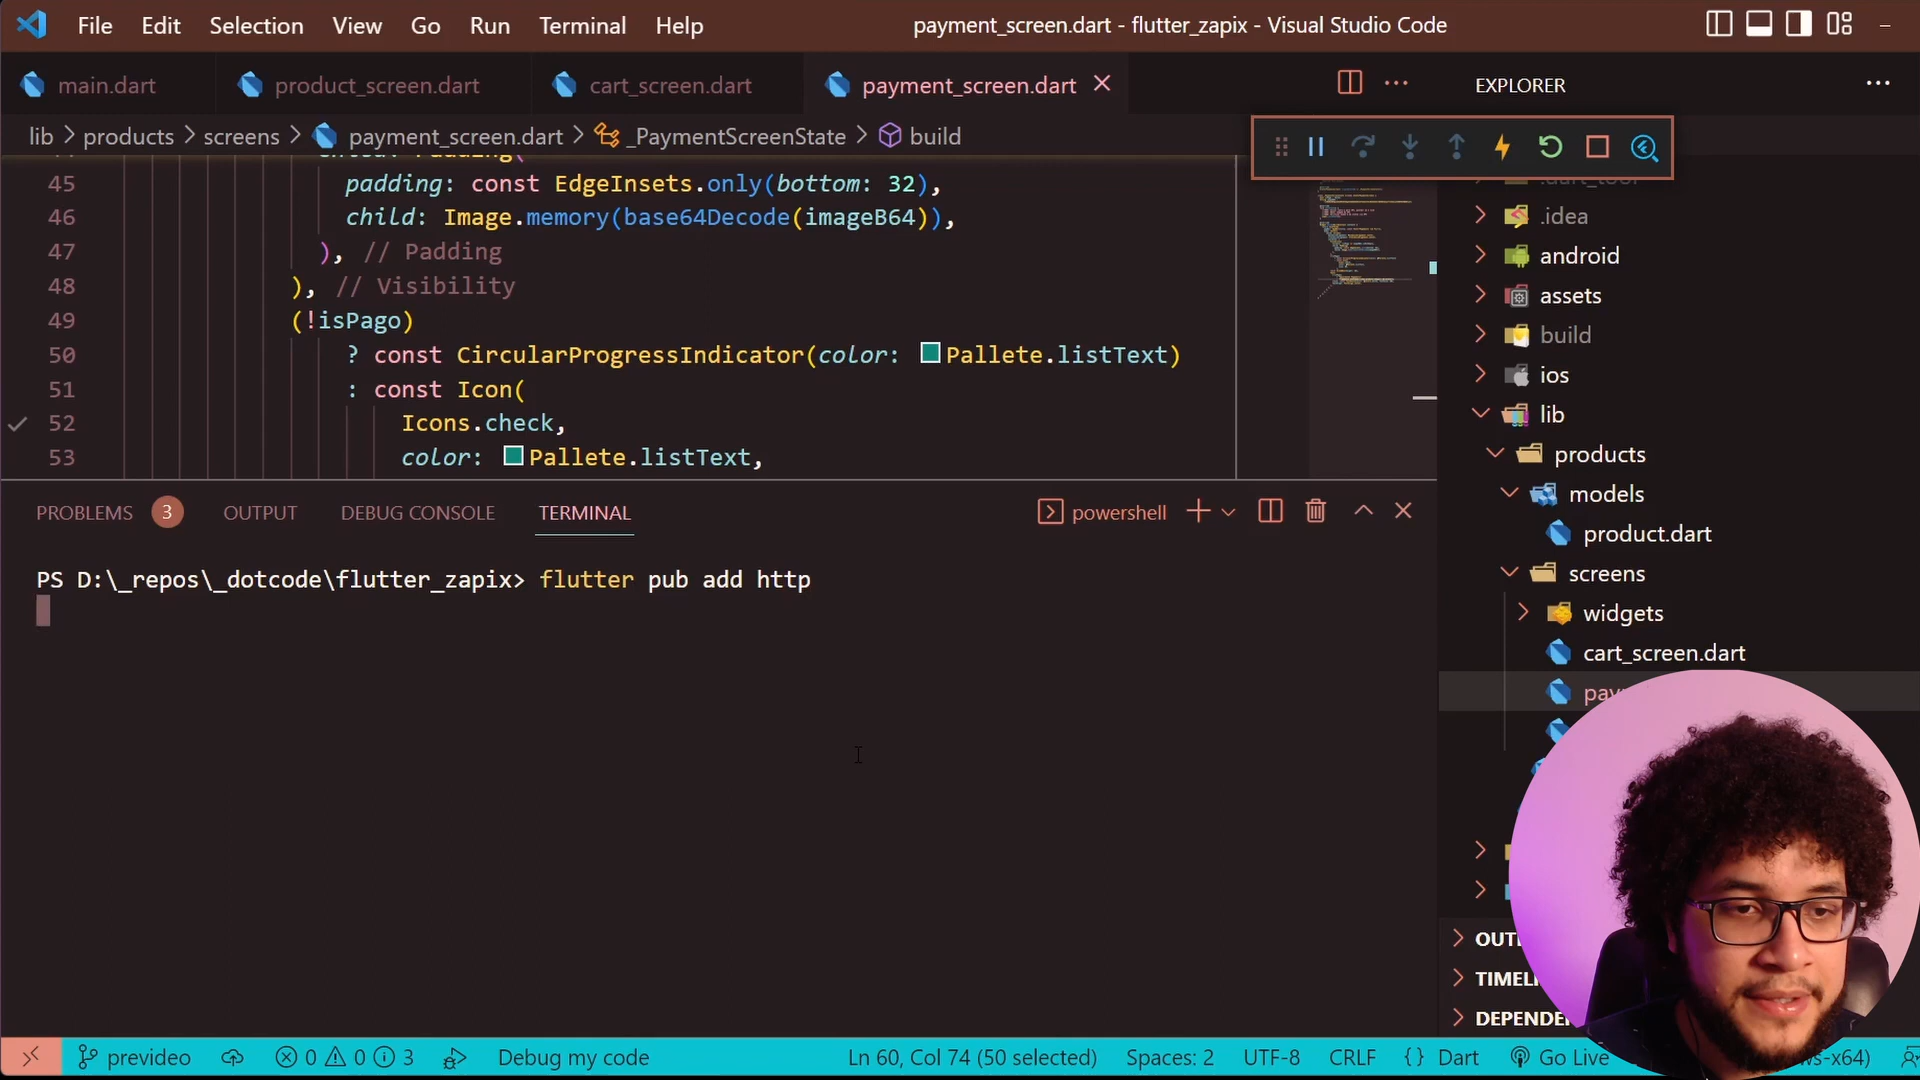 File Edit Selection View Go Run Terminal Help
payment_screen.dart - flutter_zapix - Visual Studio Code
main.dart product_screen.dart cart_screen.dart payment_screen.dart
lib > products > screens > payment_screen.dart > _PaymentScreenState > build
45 padding: const EdgeInsets.only(bottom: 32),
46 child: Image.memory(base64Decode(imageB64)),
47 ), // Padding
48 ), // Visibility
49 (!isPago)
50 ? const CircularProgressIndicator(color: Pallete.listText)
51 : const Icon(
52 Icons.check,
53 color: Pallete.listText,
PROBLEMS 3 OUTPUT DEBUG CONSOLE TERMINAL
powershell
PS D:\_repos\_dotcode\flutter_zapix> flutter pub add http
EXPLORER
.idea
android
assets
build
ios
lib
products
models
product.dart
screens
widgets
cart_screen.dart
prevideo 0 0 3 Debug my code Ln 60, Col 74 (50 selected) Spaces: 2 UTF-8 CRLF {} Dart Go Live